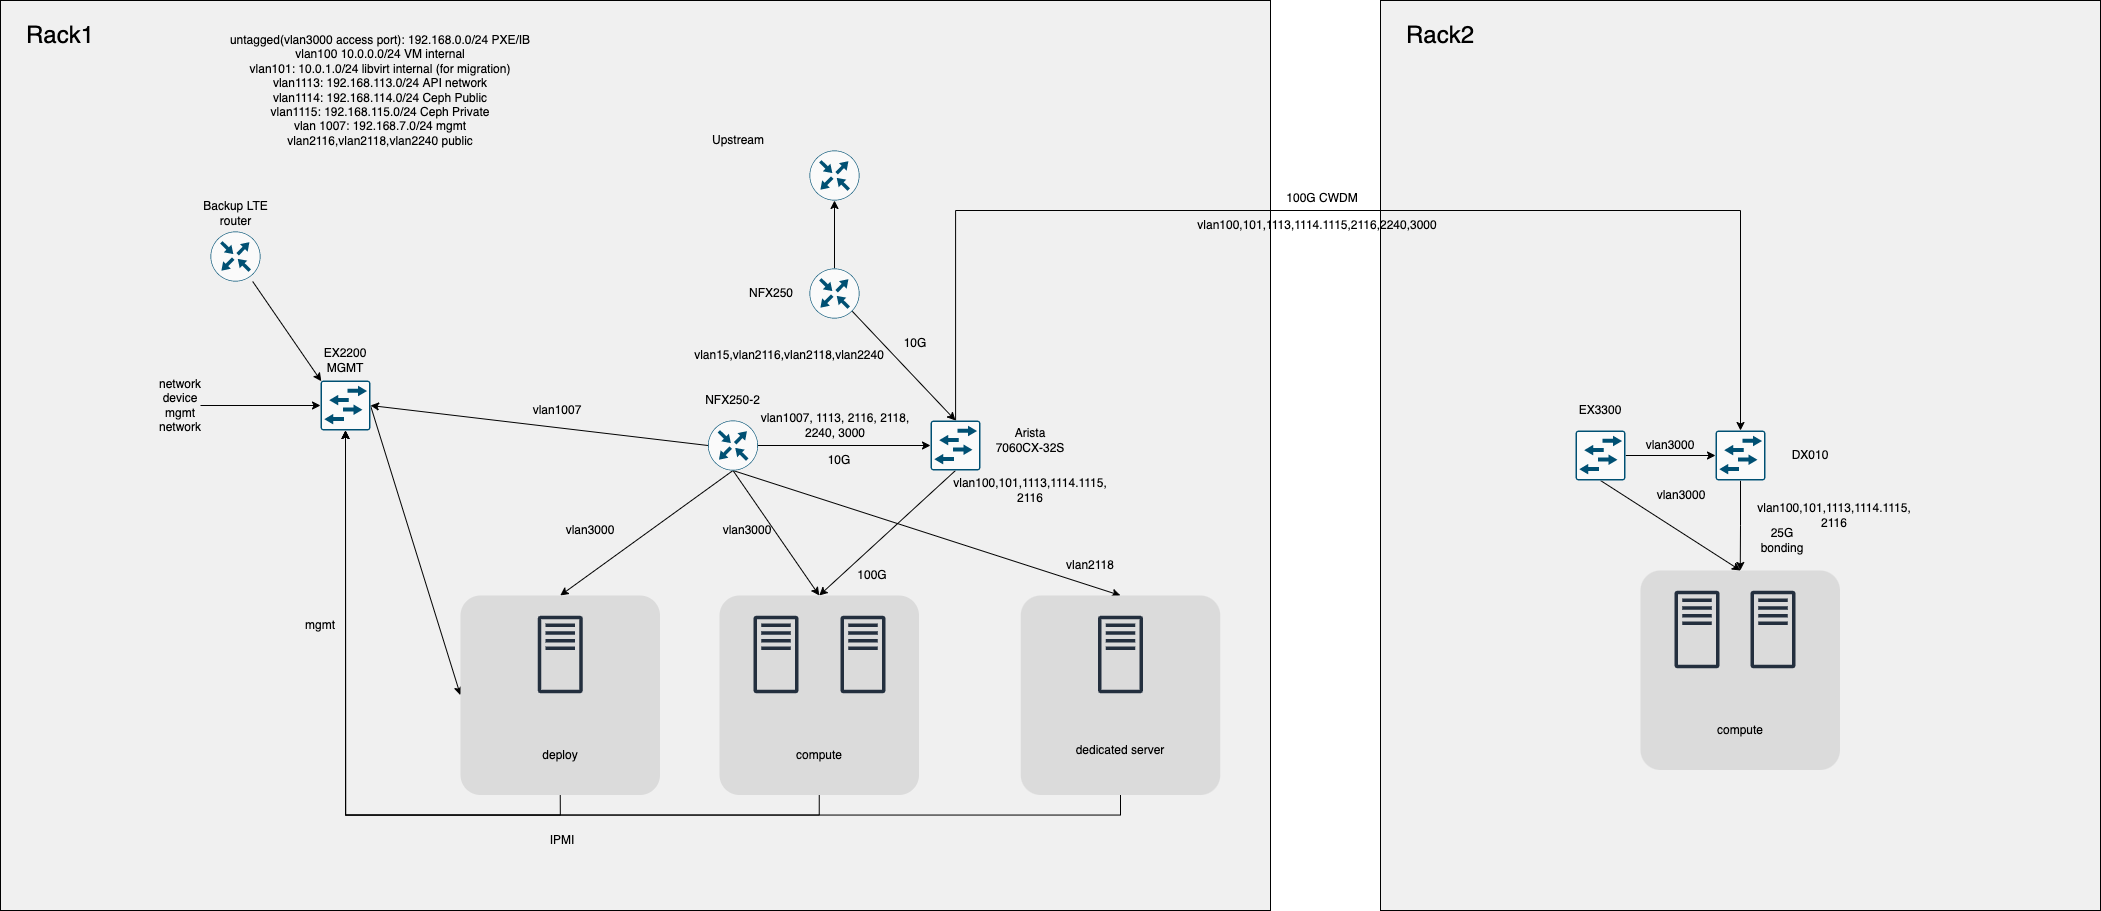 Rack1
untagged(vlan3000 access port): 192.168.0.0/24 PXE/IB
vlan100 10.0.0.0/24 VM internal
vlan101: 10.0.1.0/24 libvirt internal (for migration)
vlan1113: 192.168.113.0/24 API network
vlan1114: 192.168.114.0/24 Ceph Public
vlan1115: 192.168.115.0/24 Ceph Private
vlan 1007: 192.168.7.0/24 mgmt
vlan2116,vlan2118,vlan2240 public
Upstream
Backup LTE
router
NFX250
10G
vlan15,vlan2116,vlan2118,vlan2240
EX2200
MGMT
network
device
mgmt
network
vlan1007
NFX250-2
vlan1007, 1113, 2116, 2118,
2240, 3000
10G
Arista
7060CX-32S
vlan100,101,1113,1114.1115,
2116
vlan3000
vlan3000
100G
vlan2118
mgmt
deploy
compute
dedicated server
IPMI
100G CWDM
vlan100,101,1113,1114.1115,2116,2240,3000
Rack2
EX3300
vlan3000
DX010
vlan3000
vlan100,101,1113,1114.1115,
2116
25G
bonding
compute